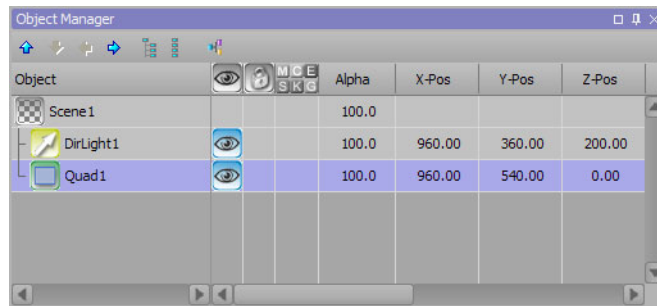 Object Manager
Object M C E S K G Alpha X-Pos Y-Pos Z-Pos
Scene1 100.0
DirLight1 100.0 960.00 360.00 200.00
Quad1 100.0 960.00 540.00 0.00